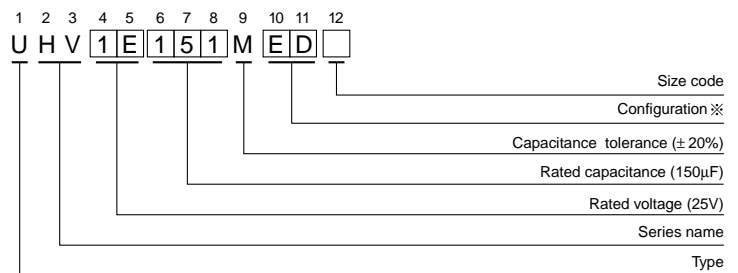 1 2 3 4 5 6 7 8 9 10 11 12
U H V 1 E 1 5 1 M E D
Size code
Configuration ※
Capacitance tolerance (± 20%)
Rated capacitance (150µF)
Rated voltage (25V)
Series name
Type